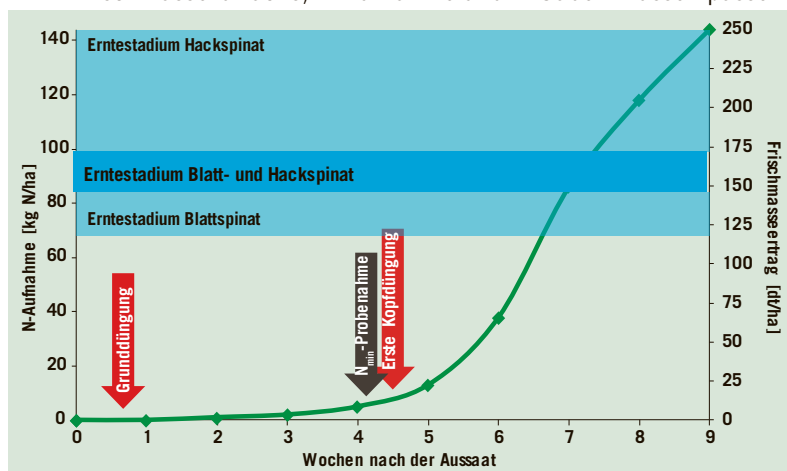 140
120
100
80
60
40
20
0
N-Aufnahme [kg N/ha]
Erntestadium Hackspinat
Erntestadium Blatt- und Hackspinat
Erntestadium Blattspinat
Grunddüngung
Nmin-Probenahme
Erste Kopfdüngung
250
225
200
175
150
125
100
75
50
25
0
Frischmasseertrag [dt/ha]
0 1 2 3 4 5 6 7 8 9
Wochen nach der Aussaat